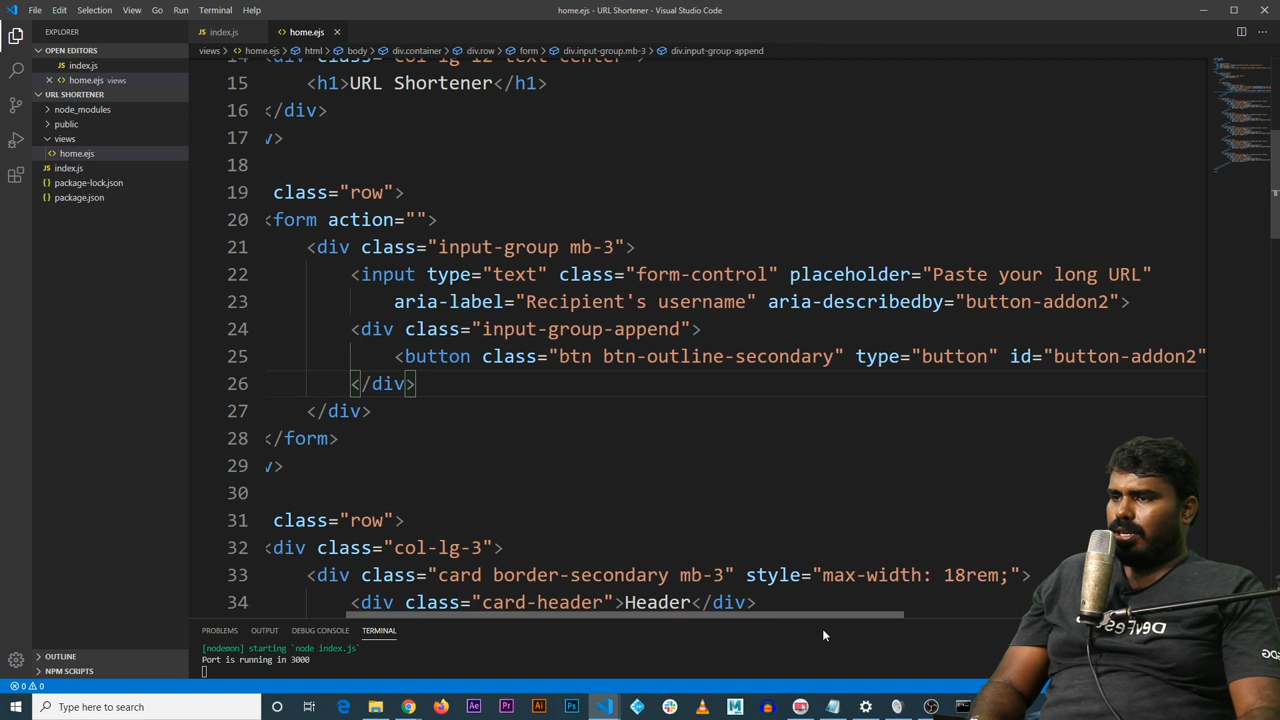 File Edit Selection View Go Run Terminal Help
home.ejs - URL Shortener - Visual Studio Code
EXPLORER
OPEN EDITORS
index.js
home.ejs views
URL SHORTENER
node_modules
public
views
home.ejs
index.js
package-lock.json
package.json
OUTLINE
NPM SCRIPTS
index.js
home.ejs
views > home.ejs > html > body > div.container > div.row > form > div.input-group.mb-3 > div.input-group-append
15 <h1>URL Shortener</h1>
16 </div>
17 v>
18
19 class="row">
20 <form action="">
21 <div class="input-group mb-3">
22 <input type="text" class="form-control" placeholder="Paste your long URL"
23 aria-label="Recipient's username" aria-describedby="button-addon2">
24 <div class="input-group-append">
25 <button class="btn btn-outline-secondary" type="button" id="button-addon2"
26 </div>
27 </div>
28 </form>
29 v>
30
31 class="row">
32 <div class="col-lg-3">
33 <div class="card border-secondary mb-3" style="max-width: 18rem;">
34 <div class="card-header">Header</div>
PROBLEMS OUTPUT DEBUG CONSOLE TERMINAL
[nodemon] starting `node index.js`
Port is running in 3000
0 0
Type here to search
Ae Pr Ai Ps
DevFes